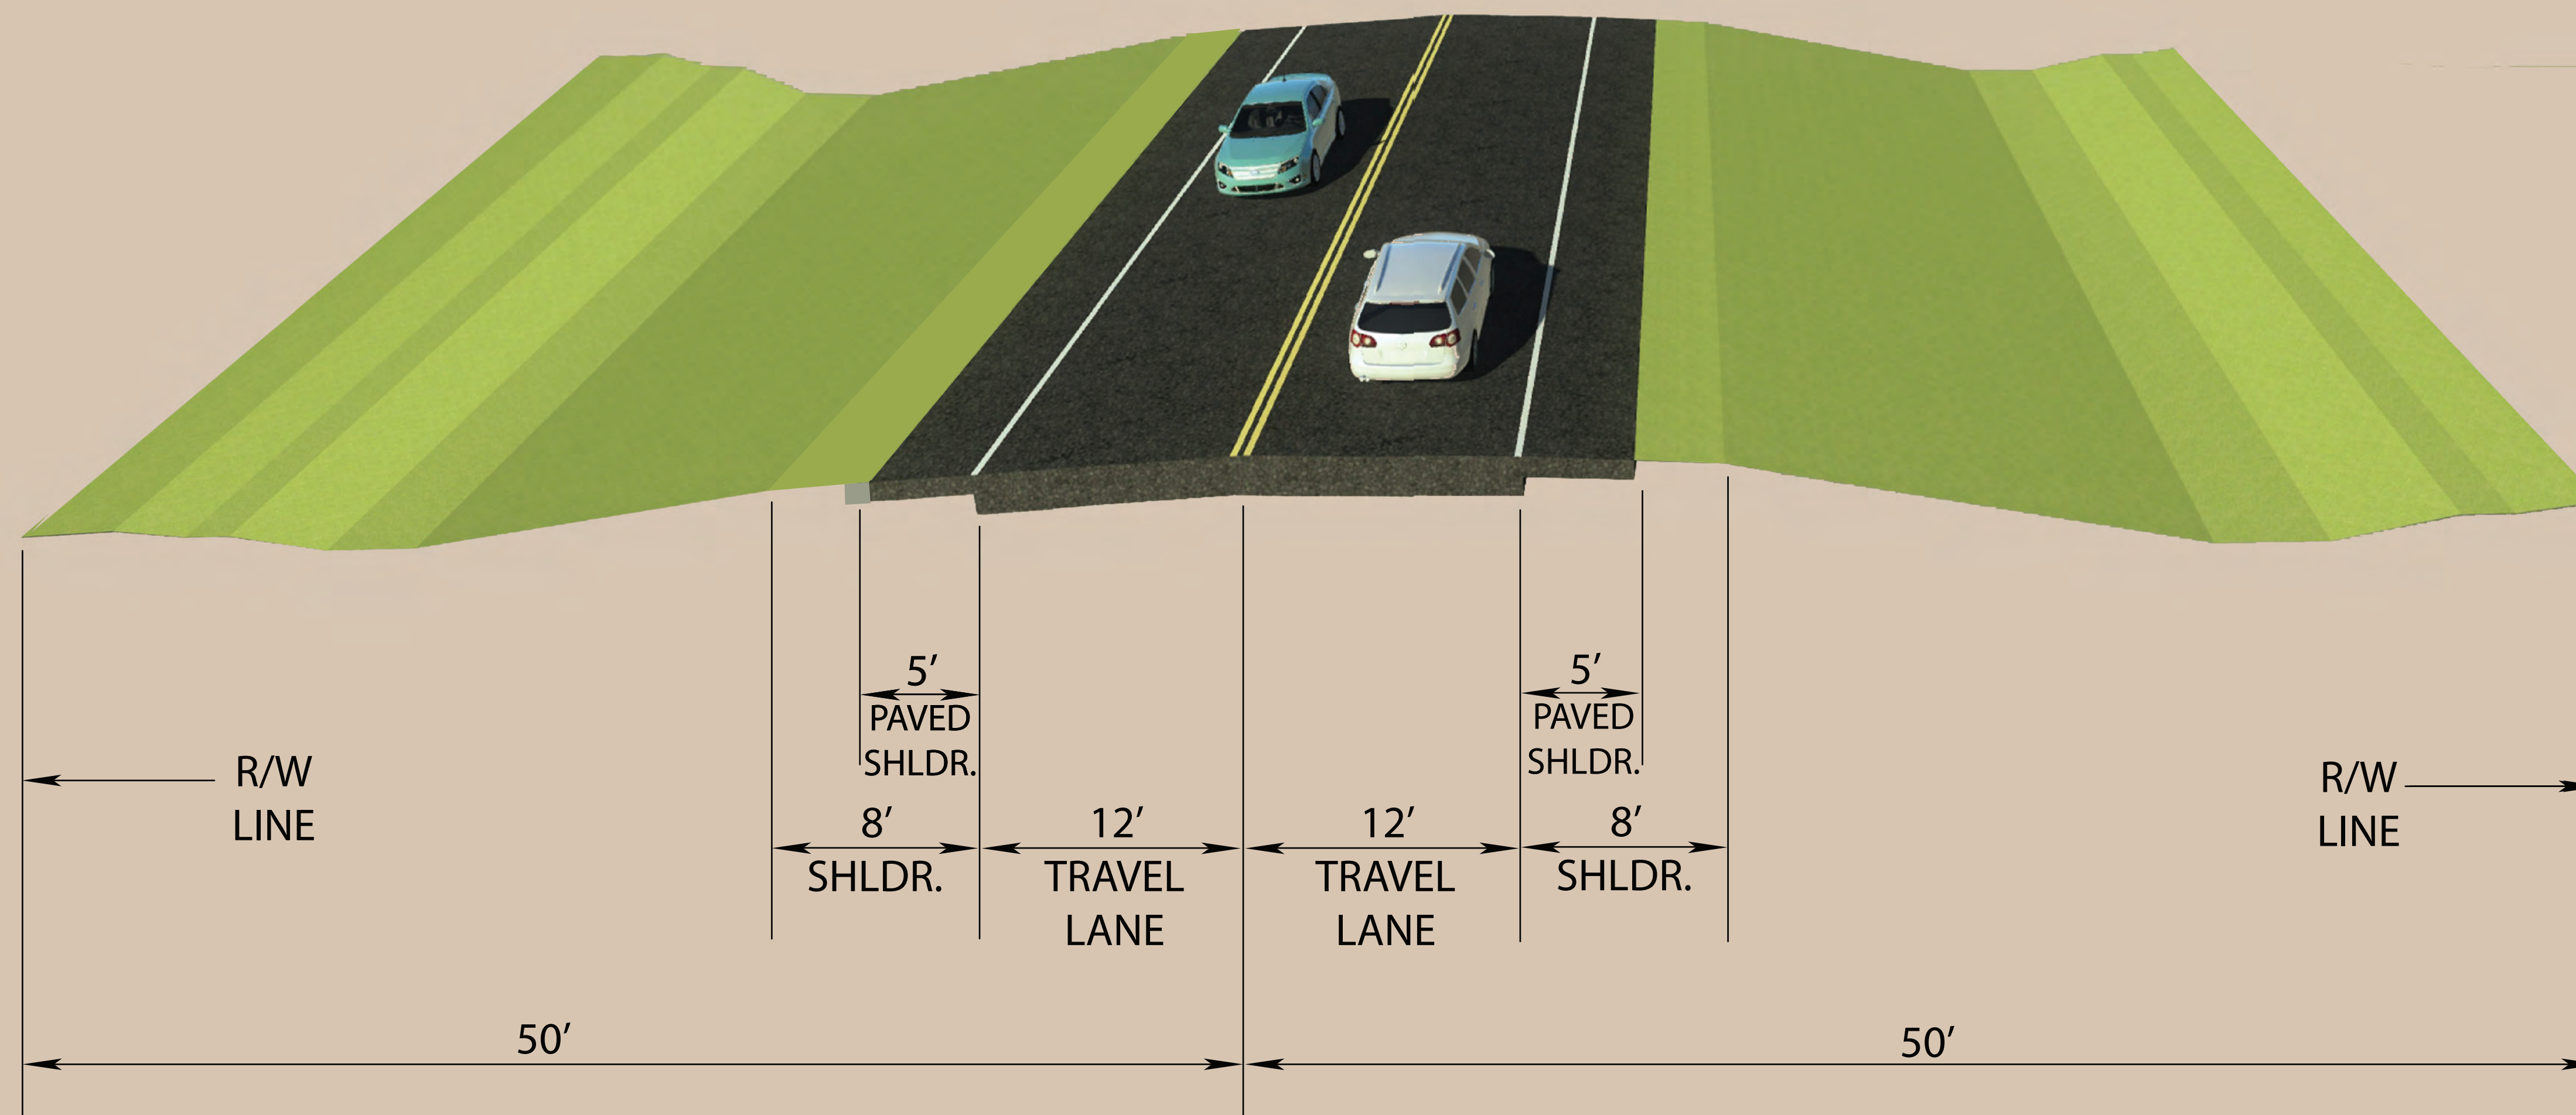 5’
PAVED
SHLDR.
5’
PAVED
SHLDR.
R/W
LINE
R/W
LINE
8’
SHLDR.
12’
TRAVEL
LANE
12’
TRAVEL
LANE
8’
SHLDR.
50’
50’